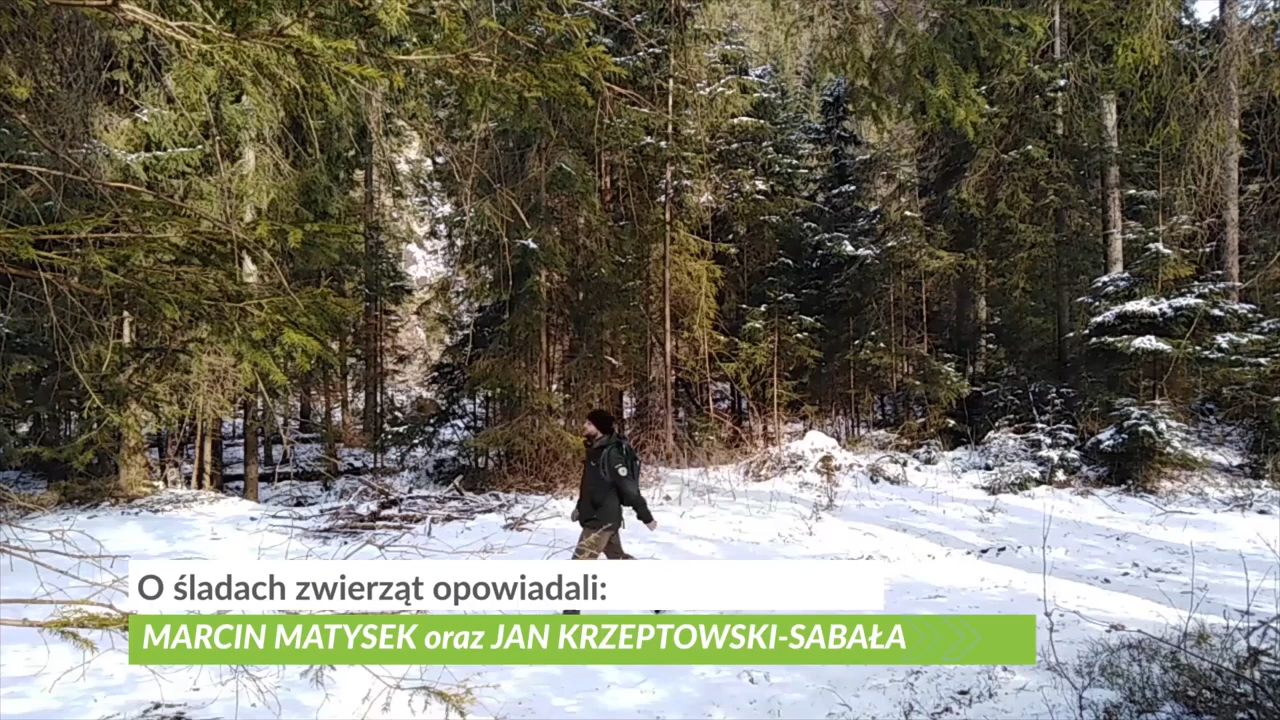 O śladach zwierząt opowiadali:
MARCIN MATYSEK oraz JAN KRZEPTOWSKI-SABAŁA